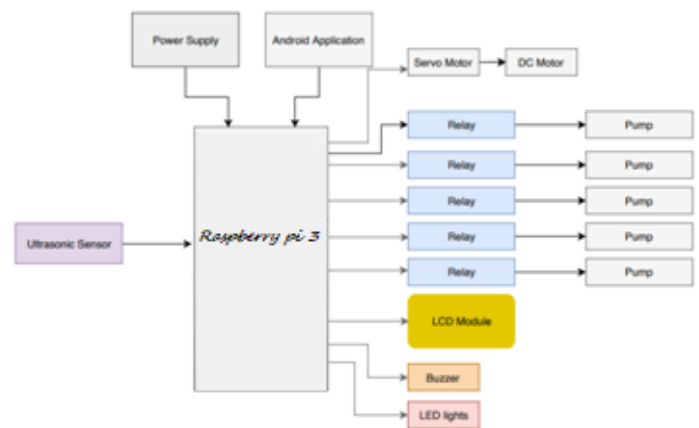 Power Supply
Android Application
Servo Motor
DC Motor
Relay
Pump
Relay
Pump
Relay
Pump
Relay
Pump
Relay
Pump
Raspberry pi 3
Ultrasonic Sensor
LCD Module
Buzzer
LED lights